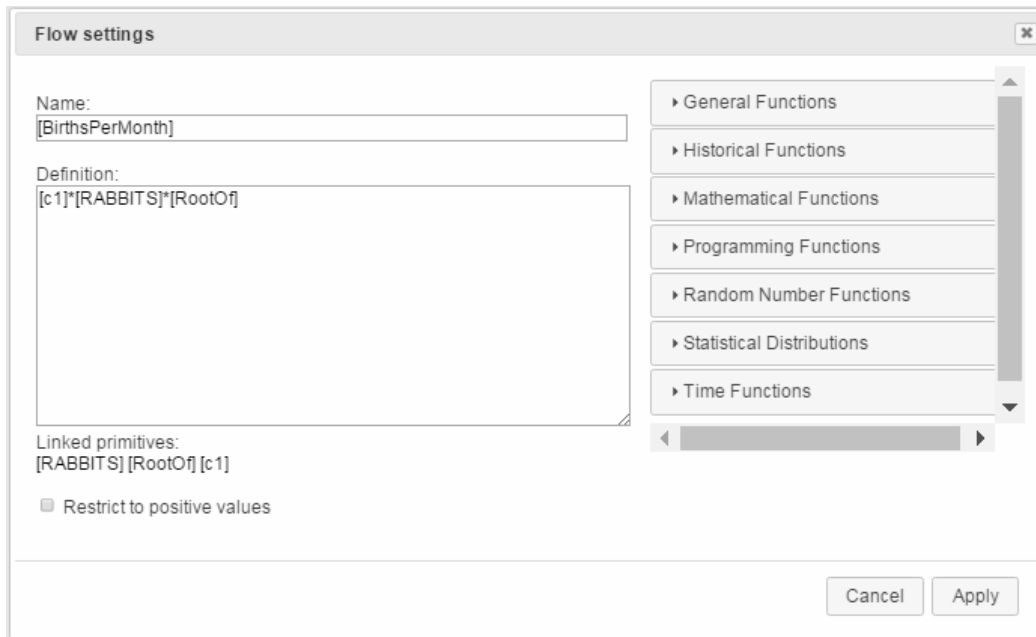 Flow settings
Name:
[BirthsPerMonth]
Definition:
[c1]*[RABBITS]*[RootOf]
Linked primitives:
[RABBITS] [RootOf] [c1]
Restrict to positive values
General Functions
Historical Functions
Mathematical Functions
Programming Functions
Random Number Functions
Statistical Distributions
Time Functions
Cancel
Apply